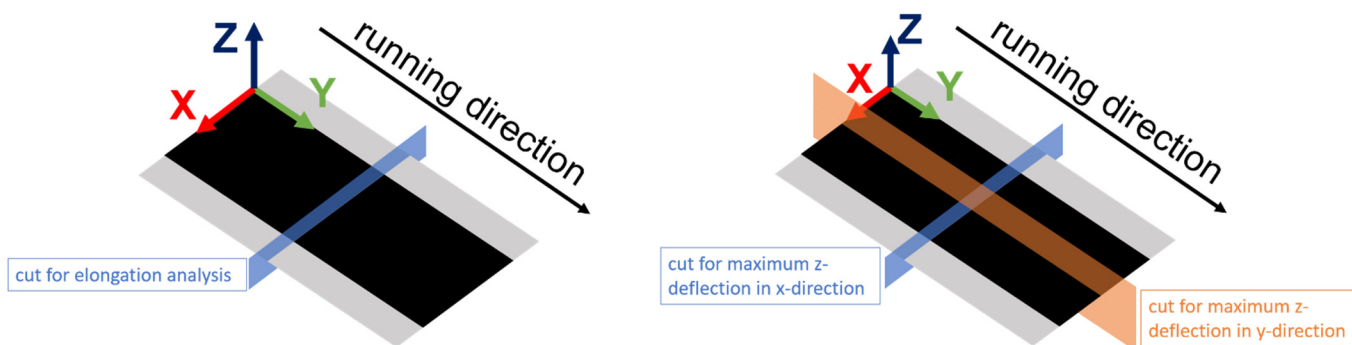 Z
X
Y
running direction
cut for elongation analysis
Z
X
Y
running direction
cut for maximum z-
deflection in x-direction
cut for maximum z-
deflection in y-direction